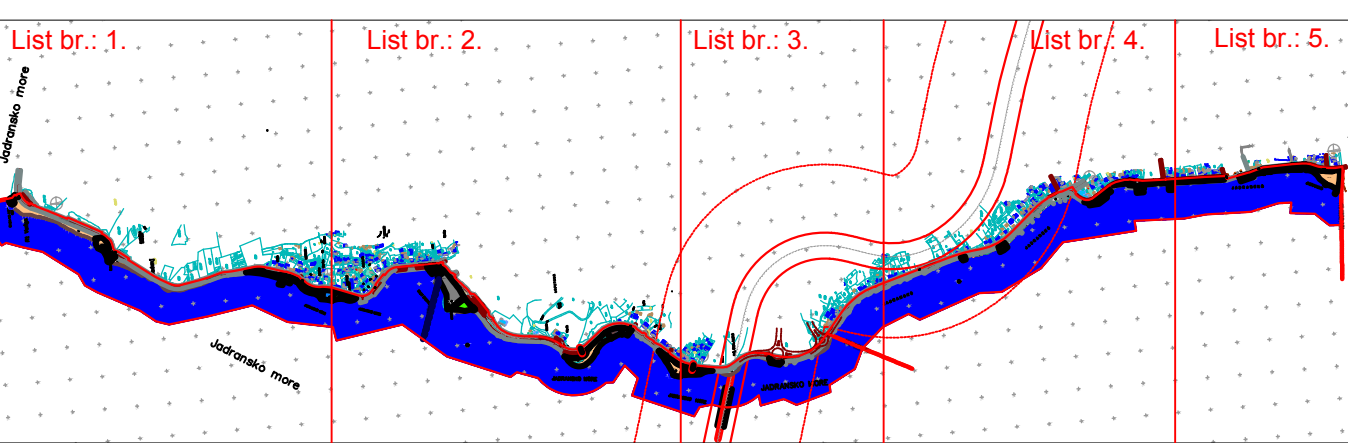 List br.: 1.
List br.: 2.
List br.: 3.
List br.: 4.
List br.: 5.
Jadransko more
Jadransko more
JADRANSKO MORE